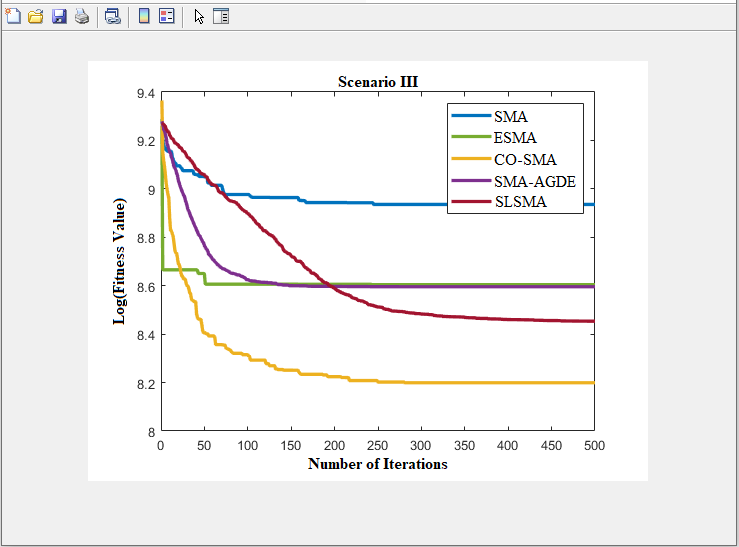 Scenario III
9.4
9.2
9
8.8
8.6
8.4
8.2
8
Log(Fitness Value)
SMA
ESMA
CO-SMA
SMA-AGDE
SLSMA
0 50 100 150 200 250 300 350 400 450 500
Number of Iterations